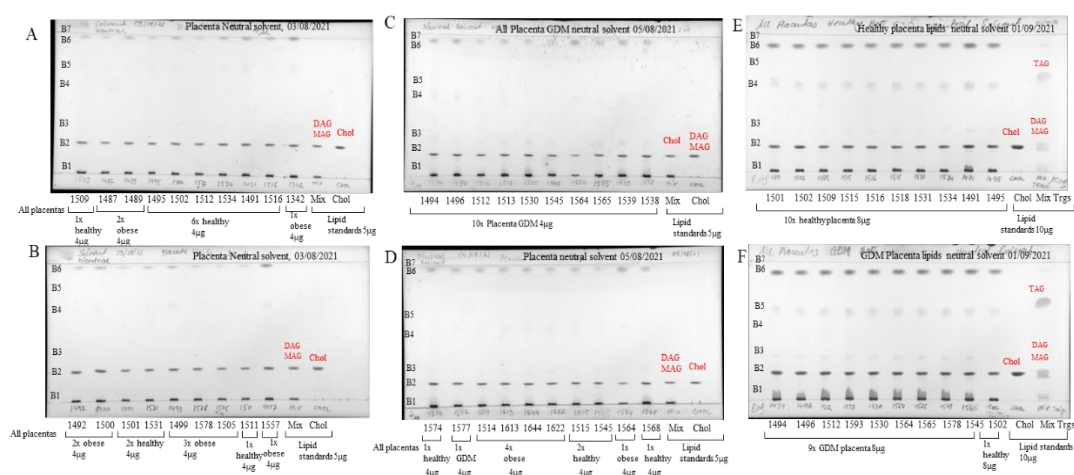 A
Placenta Neutral solvent, 03/08/2021
B7
B6
B5
B4
B3
B2
B1
DAG
MAG
Chol
1509 1487 1489 1495 1502 1512 1534 1491 1516 1342 Mix Chol
All placentas
1x healthy 4µg
2x obese 4µg
6x healthy 4µg
1x obese 4µg
Lipid standards 5µg
B
Placenta Neutral solvent, 03/08/2021
B6
B5
B4
B3
B2
B1
DAG
MAG
Chol
1492 1500 1501 1531 1499 1578 1505 1511 1557 Mix Chol
All placentas
2x obese 4µg
2x healthy 4µg
3x obese 4µg
1x healthy 4µg
1x obese 4µg
Lipid standards 5µg
C
All Placenta GDM neutral solvent 05/08/2021
B7
B6
B5
B4
B3
B2
B1
Chol
DAG
MAG
1494 1496 1512 1513 1530 1545 1564 1565 1539 1538 Mix Chol
10x Placenta GDM 4µg
Lipid standards 5µg
D
Placenta neutral solvent 05/08/2021
B7
B6
B5
B4
B3
B2
B1
DAG
MAG
Chol
1574 1577 1514 1613 1644 1622 1515 1545 1564 1568 Mix Chol
All placentas
1x healthy 4µg
1x GDM 4µg
4x obese 4µg
2x healthy 4µg
1x obese 4µg
1x healthy 4µg
Lipid standards 5µg
E
Healthy placenta lipids neutral solvent 01/09/2021
B7
B6
B5
B4
B3
B2
B1
TAG
Chol
DAG
MAG
1501 1502 1509 1515 1516 1518 1531 1534 1491 1495 Chol Mix Trgs
10x healthy placenta 8µg
Lipid standards 10µg
F
GDM Placenta lipids neutral solvent 01/09/2021
B7
B6
B5
B4
B3
B2
B1
TAG
Chol
DAG
MAG
1494 1496 1512 1593 1530 1564 1565 1578 1545 1502 Chol Mix Trgs
9x GDM placenta 8µg
1x healthy 8µg
Lipid standards 10µg